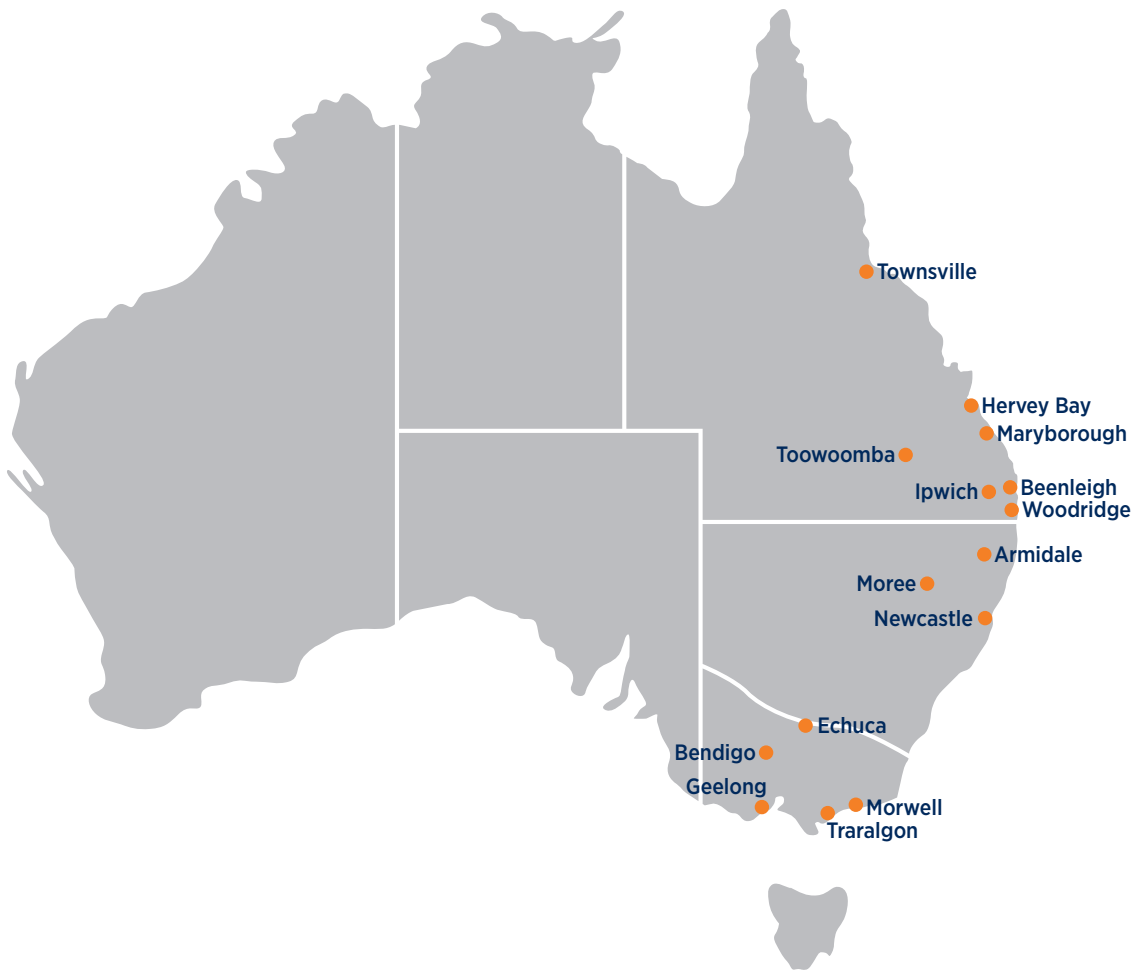 Townsville
Hervey Bay
Maryborough
Toowoomba
Ipwich
Beenleigh
Woodridge
Armidale
Moree
Newcastle
Echuca
Bendigo
Geelong
Morwell
Traralgon